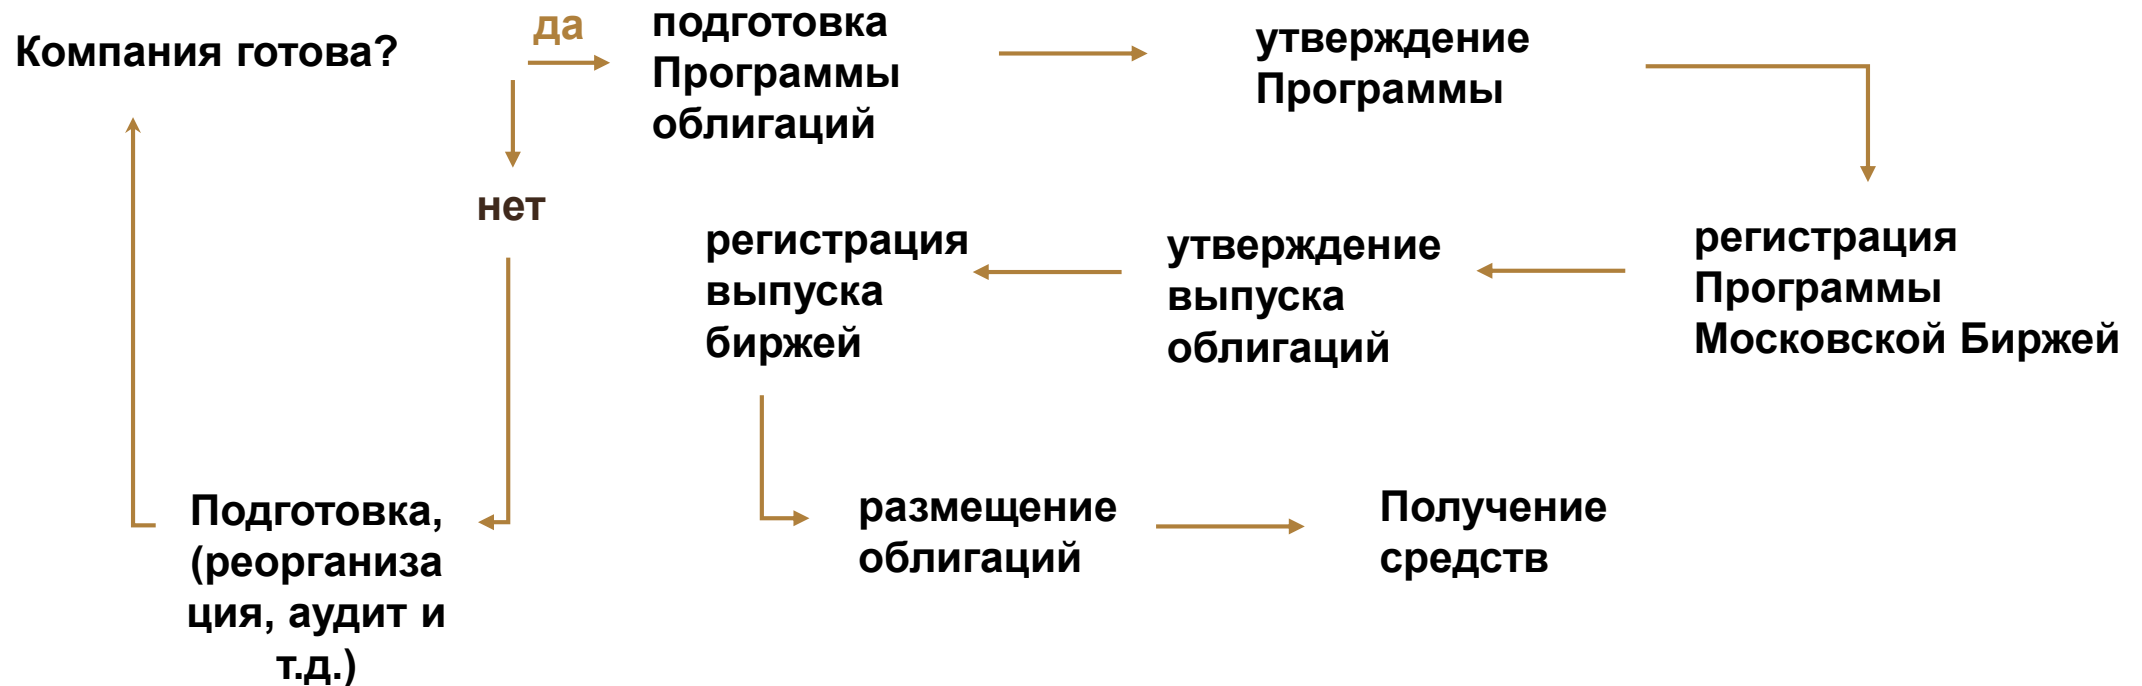 Компания готова?
да
подготовка
Программы
облигаций
утверждение
Программы
нет
регистрация
Программы
Московской Биржей
утверждение
выпуска
облигаций
регистрация
выпуска
биржей
Подготовка,
(реорганиза
ция, аудит и
т.д.)
размещение
облигаций
Получение
средств